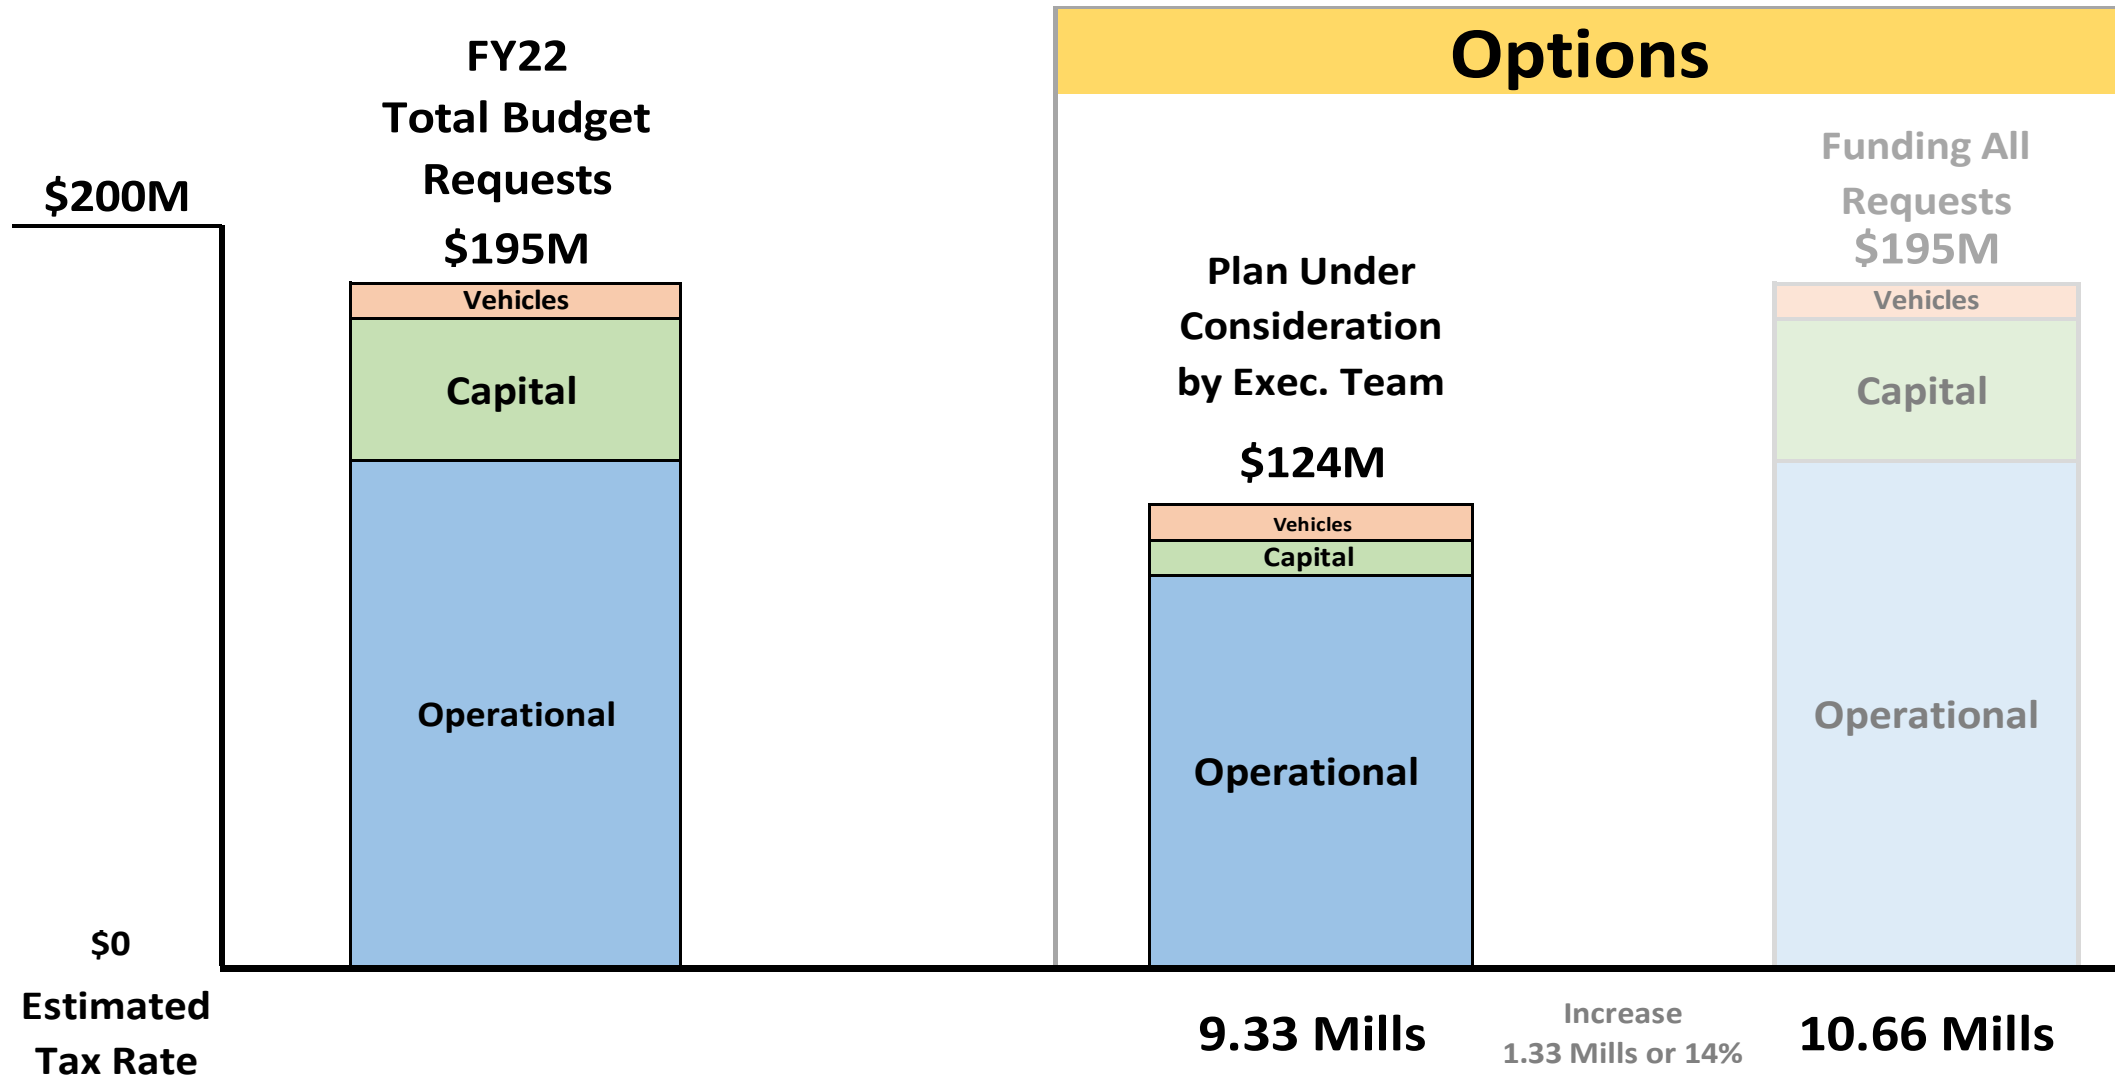 Options
FY22
Total Budget
Requests
$195M
$200M
Vehicles
Capital
Operational
Plan Under
Consideration
by Exec. Team
$124M
Vehicles
Capital
Operational
Funding All
Requests
$195M
Vehicles
Capital
Operational
$0
Estimated
Tax Rate
9.33 Mills
Increase
1.33 Mills or 14%
10.66 Mills